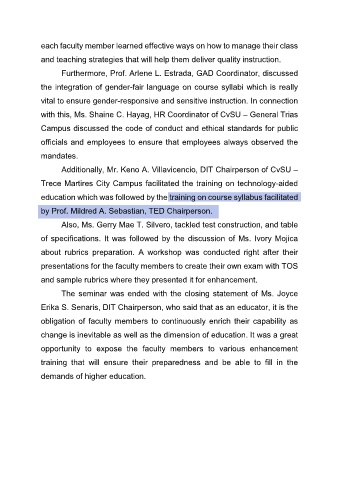 each faculty member learned effective ways on how to manage their class
and teaching strategies that will help them deliver quality instruction.
Furthermore, Prof. Arlene L. Estrada, GAD Coordinator, discussed
the integration of gender-fair language on course syllabi which is really
vital to ensure gender-responsive and sensitive instruction. In connection
with this, Ms. Shaine C. Hayag, HR Coordinator of CvSU – General Trias
Campus discussed the code of conduct and ethical standards for public
officials and employees to ensure that employees always observed the
mandates.
Additionally, Mr. Keno A. Villavicencio, DIT Chairperson of CvSU –
Trece Martires City Campus facilitated the training on technology-aided
education which was followed by the training on course syllabus facilitated
by Prof. Mildred A. Sebastian, TED Chairperson.
Also, Ms. Gerry Mae T. Silvero, tackled test construction, and table
of specifications. It was followed by the discussion of Ms. Ivory Mojica
about rubrics preparation. A workshop was conducted right after their
presentations for the faculty members to create their own exam with TOS
and sample rubrics where they presented it for enhancement.
The seminar was ended with the closing statement of Ms. Joyce
Erika S. Senaris, DIT Chairperson, who said that as an educator, it is the
obligation of faculty members to continuously enrich their capability as
change is inevitable as well as the dimension of education. It was a great
opportunity to expose the faculty members to various enhancement
training that will ensure their preparedness and be able to fill in the
demands of higher education.